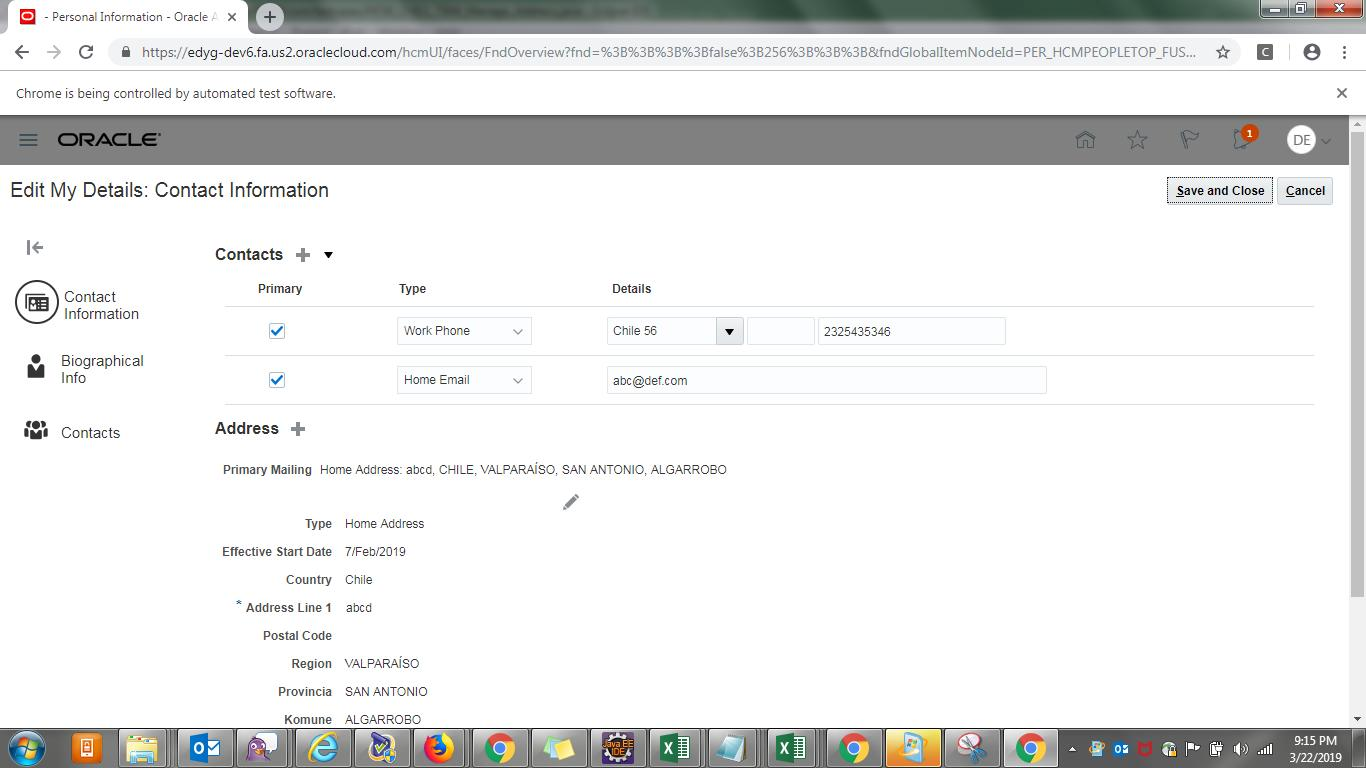 - Personal Information - Oracle A
https://edyg-dev6.fa.us2.oraclecloud.com/hcmUI/faces/FndOverview?fnd=%3B%3B%3B%3Bfalse%3B256%3B%3B%3B&fndGlobalItemNodeId=PER_HCMPEOPLETOP_FUS...
C
Chrome is being controlled by automated test software.
ORACLE
1
DE
Edit My Details: Contact Information
Save and Close
Cancel
Contact
Information
Biographical
Info
Contacts
Contacts
Primary Type Details
Work Phone Chile 56 2325435346
Home Email abc@def.com
Address
Primary Mailing Home Address: abcd, CHILE, VALPARAÍSO, SAN ANTONIO, ALGARROBO
Type Home Address
Effective Start Date 7/Feb/2019
Country Chile
* Address Line 1 abcd
Postal Code
Region VALPARAÍSO
Provincia SAN ANTONIO
Komune ALGARROBO
Java EE
IDE
9:15 PM
3/22/2019